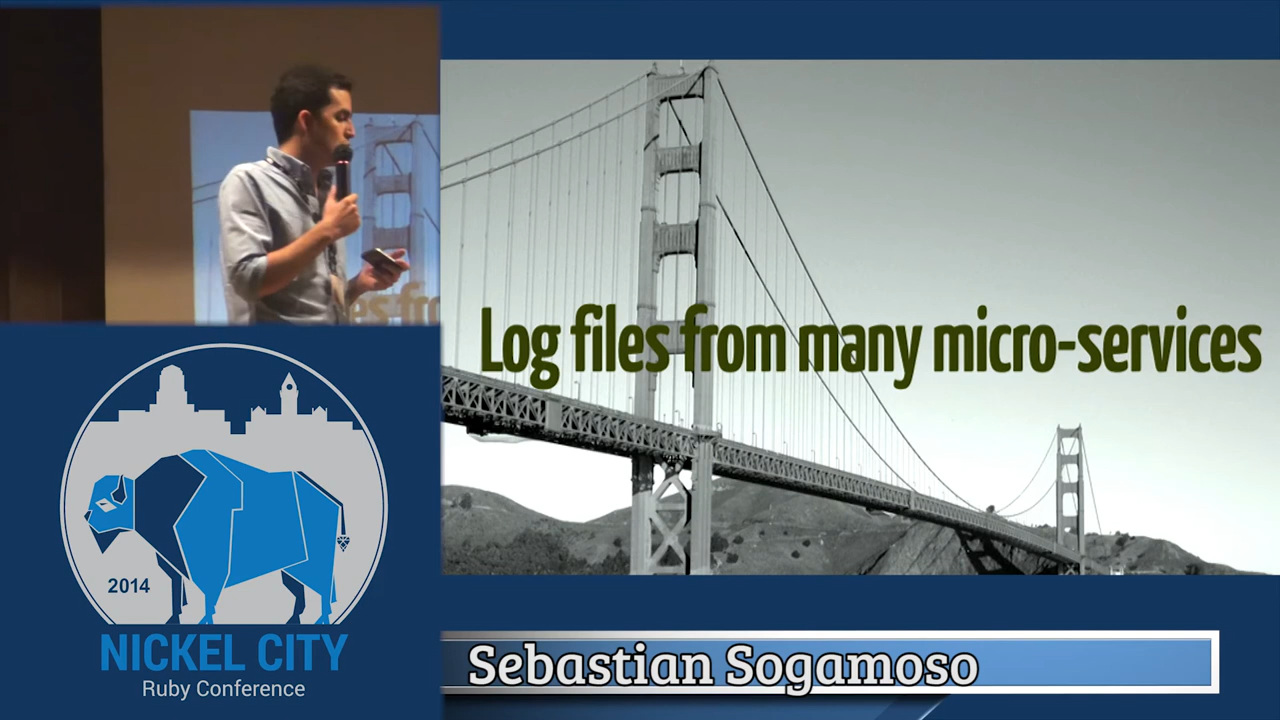 Log files from many micro-services
2014
NICKEL CITY
Ruby Conference
Sebastian Sogamoso